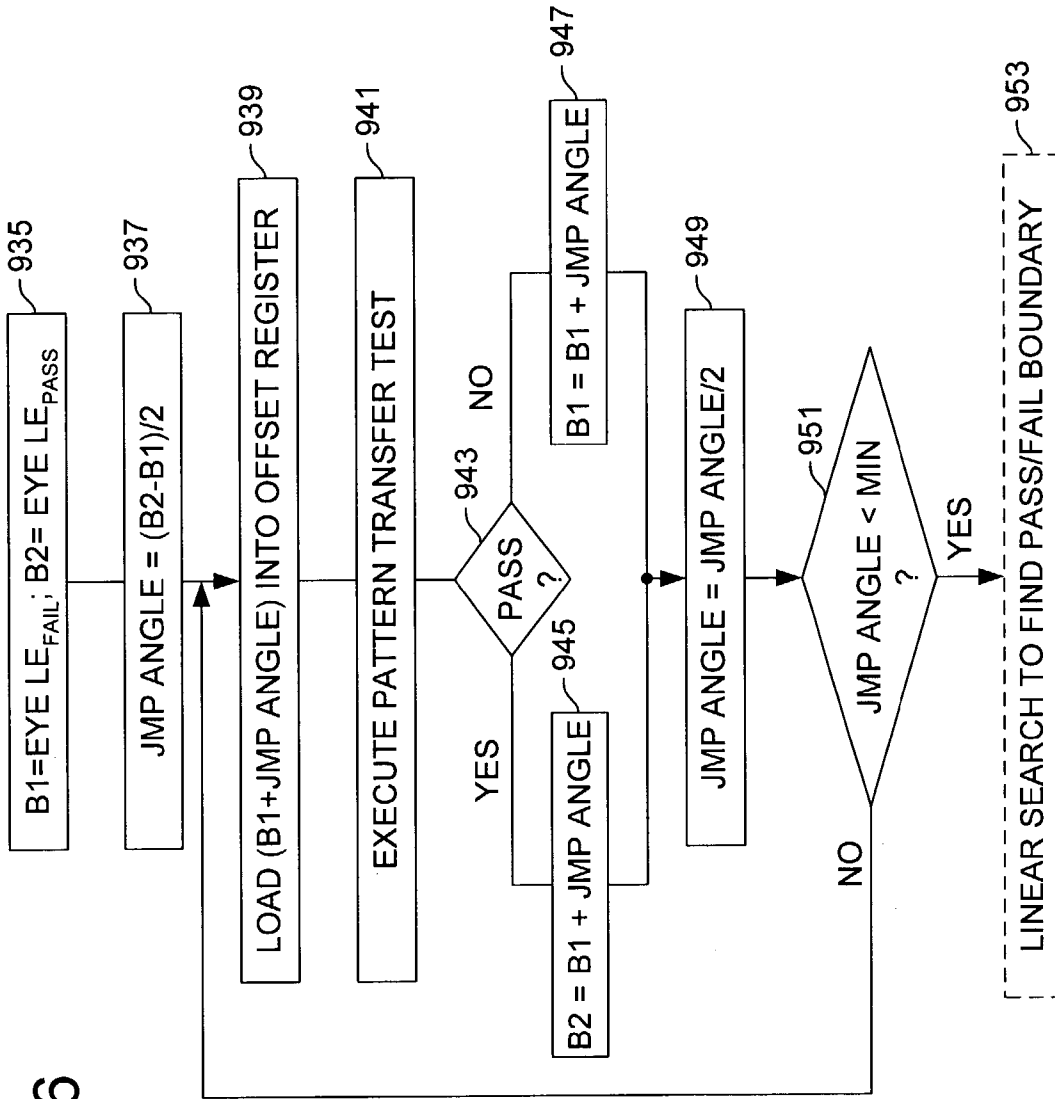 935
B1=EYE LE_FAIL; B2= EYE LE_PASS
937
JMP ANGLE = (B2-B1)/2
939
LOAD (B1+JMP ANGLE) INTO OFFSET REGISTER
941
EXECUTE PATTERN TRANSFER TEST
943
PASS
?
YES
NO
945
B2 = B1 + JMP ANGLE
947
B1 = B1 + JMP ANGLE
949
JMP ANGLE = JMP ANGLE/2
951
JMP ANGLE < MIN
?
NO
YES
953
LINEAR SEARCH TO FIND PASS/FAIL BOUNDARY